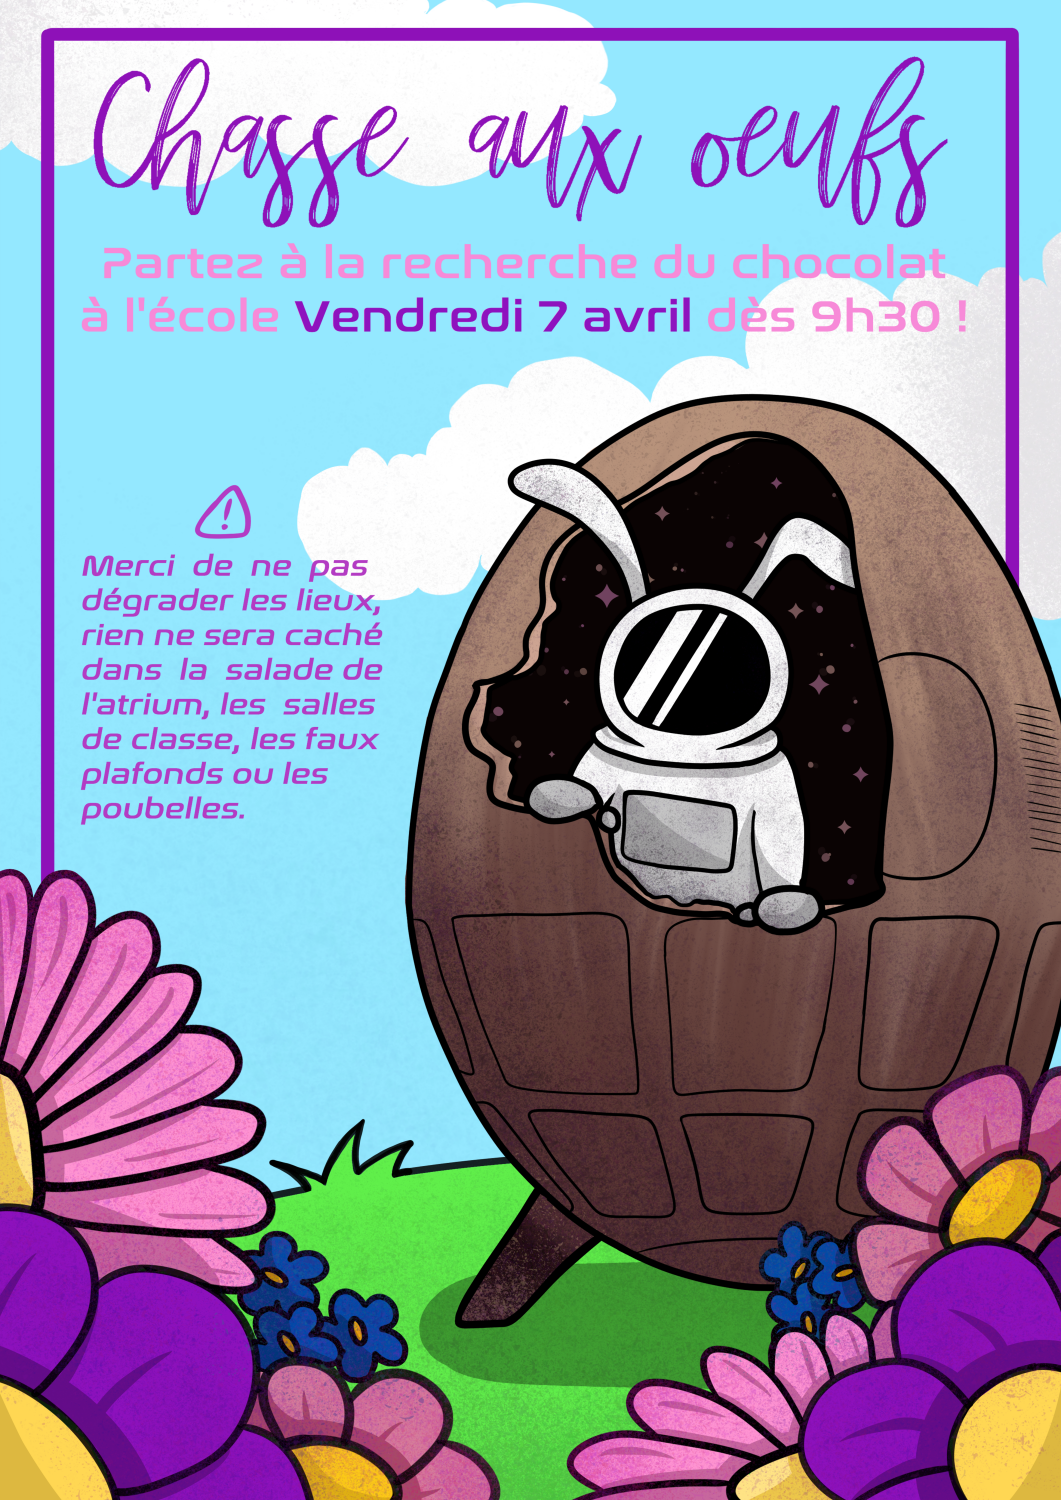 Chasse aux oeufs
Partez à la recherche du chocolat
à l'école Vendredi 7 avril dès 9h30 !
!
Merci de ne pas
dégrader les lieux,
rien ne sera caché
dans la salade de
l'atrium, les salles
de classe, les faux
plafonds ou les
poubelles.